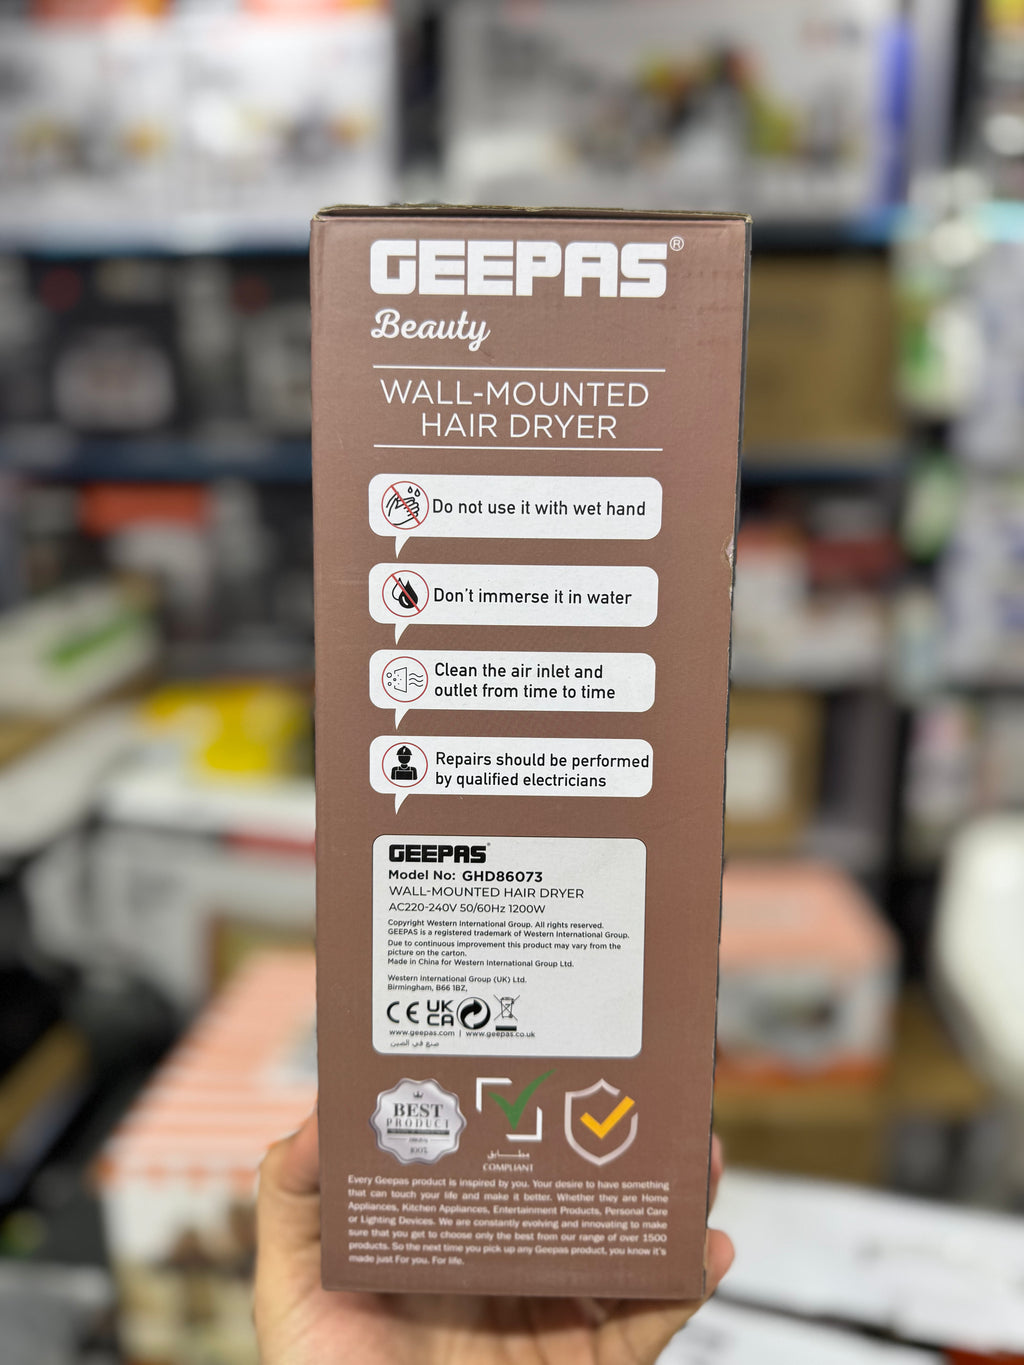 GEEPAS®
Beauty
WALL-MOUNTED
HAIR DRYER
Do not use it with wet hand
Don't immerse it in water
Clean the air inlet and
outlet from time to time
Repairs should be performed
by qualified electricians
GEEPAS®
Model No: GHD86073
WALL-MOUNTED HAIR DRYER
AC220-240V 50/60Hz 1200W
Copyright Western International Group. All rights reserved.
GEEPAS is a registered trademark of Western International Group.
Due to continuous improvement this product may vary from the
picture on the carton.
Made in China for Western International Group Ltd.
Western International Group (UK) Ltd.
Birmingham, B66 1BZ,
CE UK
CA
www.geepas.com | www.geepas.co.uk
صنع في الصين
BEST
PRODUCT
100%
مطابق
COMPLIANT
Every Geepas product is inspired by you. Your desire to have something
that can touch your life and make it better. Whether they are Home
Appliances, Kitchen Appliances, Entertainment Products, Personal Care
or Lighting Devices. We are constantly evolving and innovating to make
sure that you get to choose only the best from our range of over 1500
products. So the next time you pick up any Geepas product, you know it's
made just For you. For life.